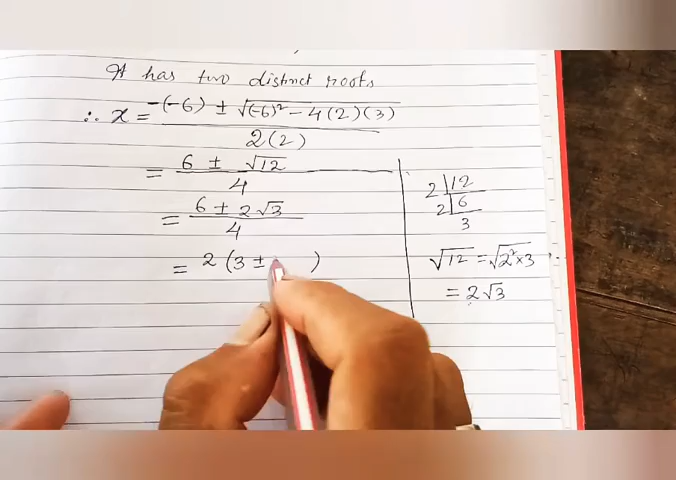 It has two distinct roots
∴ x = -(-6) ± √(-6)² - 4(2)(3) / 2(2)
= 6 ± √12 / 4
= 6 ± 2√3 / 4
= 2 (3 ± )
2 | 12
2 | 6
3
√12 = √2²×3
= 2√3